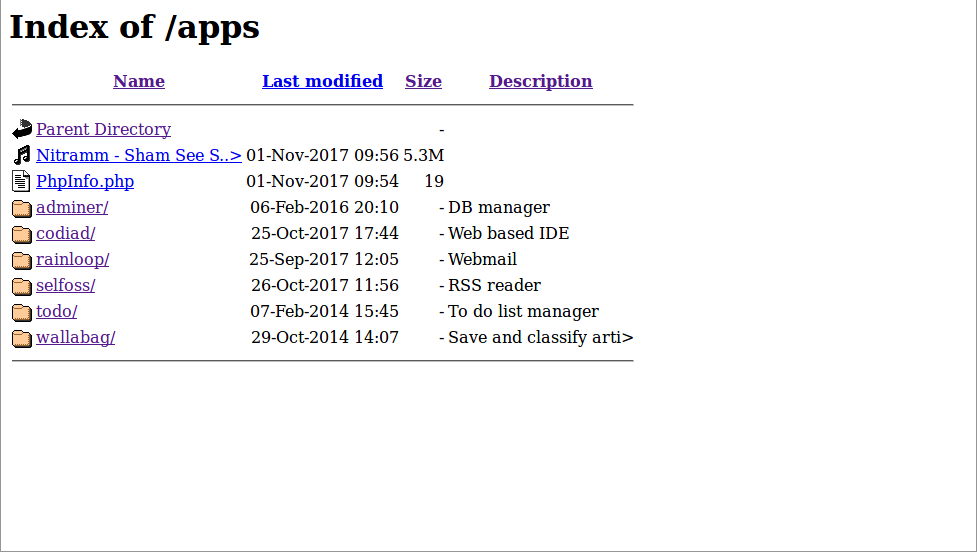 Index of /apps
Name Last modified Size Description
Parent Directory -
Nitramm - Sham See S..> 01-Nov-2017 09:56 5.3M
PhpInfo.php 01-Nov-2017 09:54 19
adminer/ 06-Feb-2016 20:10 - DB manager
codiad/ 25-Oct-2017 17:44 - Web based IDE
rainloop/ 25-Sep-2017 12:05 - Webmail
selfoss/ 26-Oct-2017 11:56 - RSS reader
todo/ 07-Feb-2014 15:45 - To do list manager
wallabag/ 29-Oct-2014 14:07 - Save and classify arti>